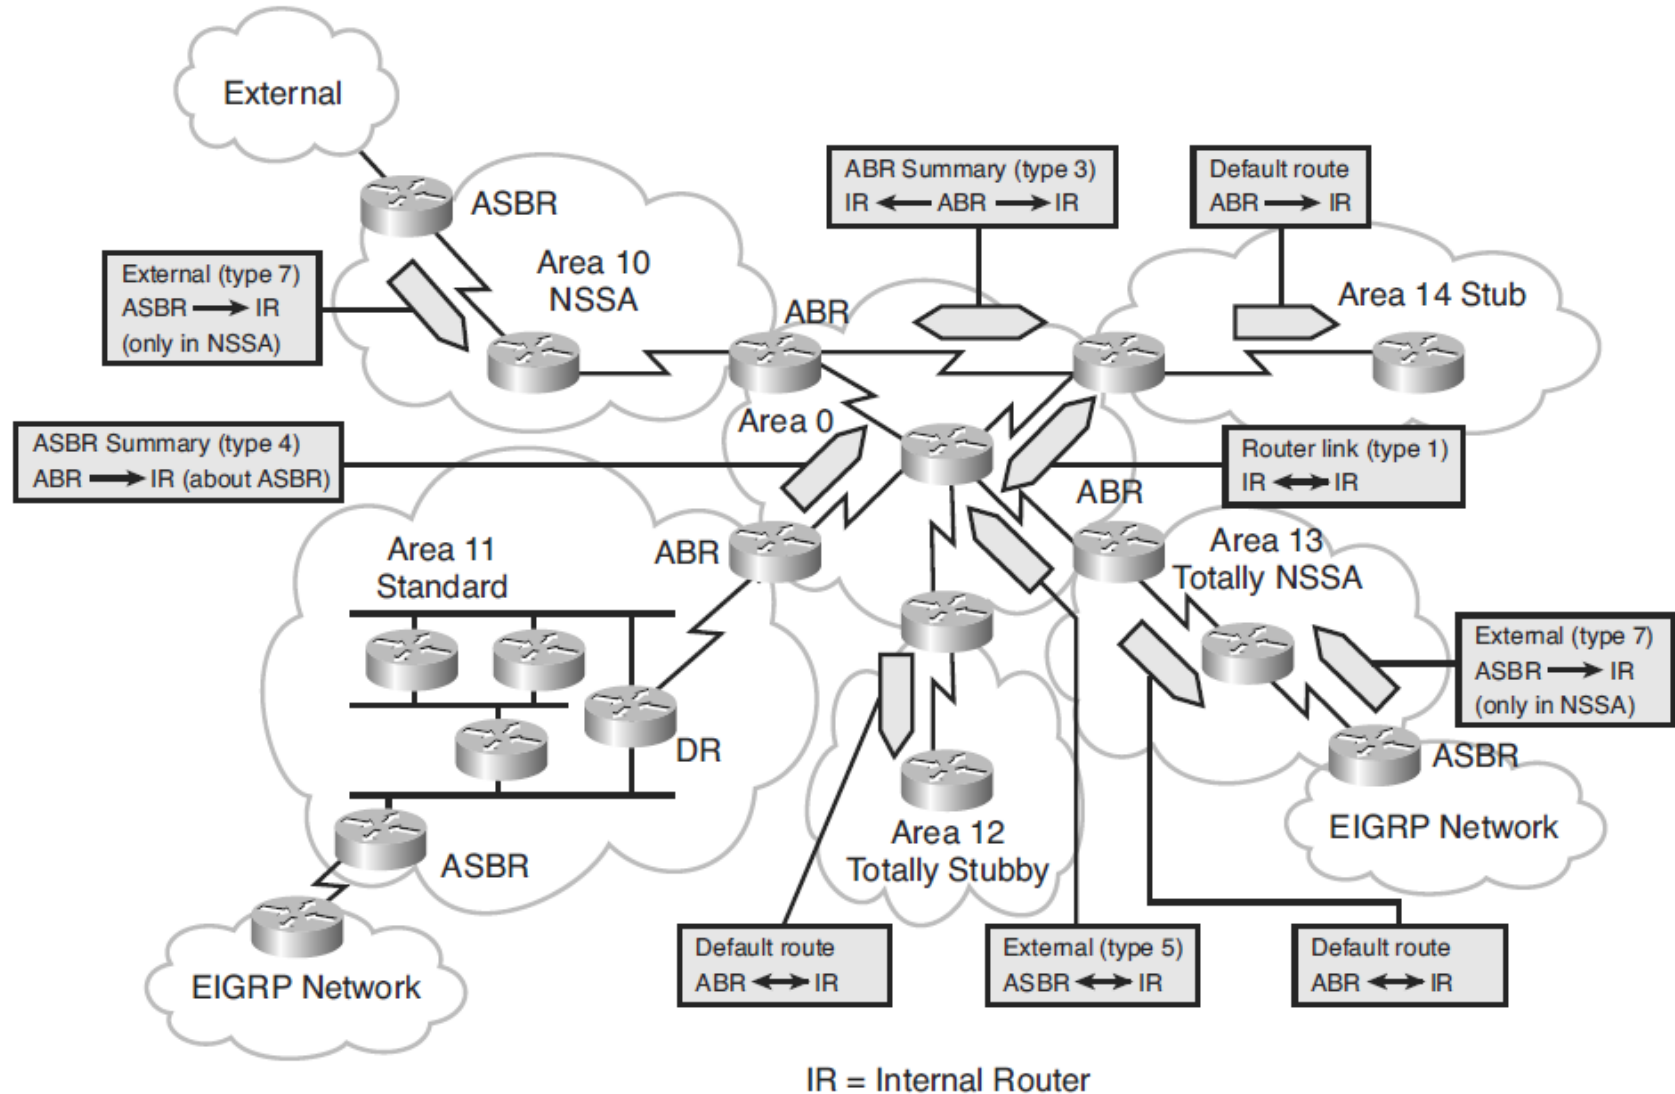 External
ASBR
ABR Summary (type 3)
IR ← ABR → IR
Default route
ABR → IR
External (type 7)
ASBR → IR
(only in NSSA)
Area 10
NSSA
ABR
Area 14 Stub
Area 0
ASBR Summary (type 4)
ABR → IR (about ASBR)
Router link (type 1)
IR ↔ IR
ABR
Area 11
Standard
ABR
Area 13
Totally NSSA
External (type 7)
ASBR → IR
(only in NSSA)
DR
ASBR
EIGRP Network
Area 12
Totally Stubby
ASBR
EIGRP Network
Default route
ABR ↔ IR
External (type 5)
ASBR ↔ IR
Default route
ABR ↔ IR
IR = Internal Router